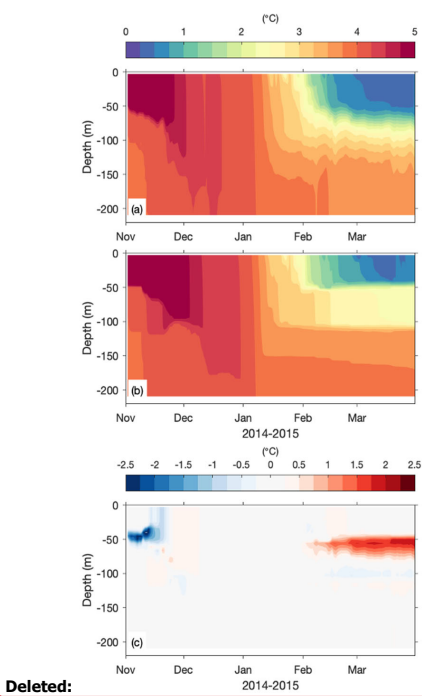 (°C)
0 1 2 3 4 5
0
-50
-100
-150
-200
Depth (m)
(a)
Nov Dec Jan Feb Mar
0
-50
-100
-150
-200
Depth (m)
(b)
Nov Dec Jan Feb Mar
2014-2015
(°C)
-2.5 -2 -1.5 -1 -0.5 0 0.5 1 1.5 2 2.5
0
-50
-100
-150
-200
Depth (m)
(c)
Nov Dec Jan Feb Mar
2014-2015
Deleted: